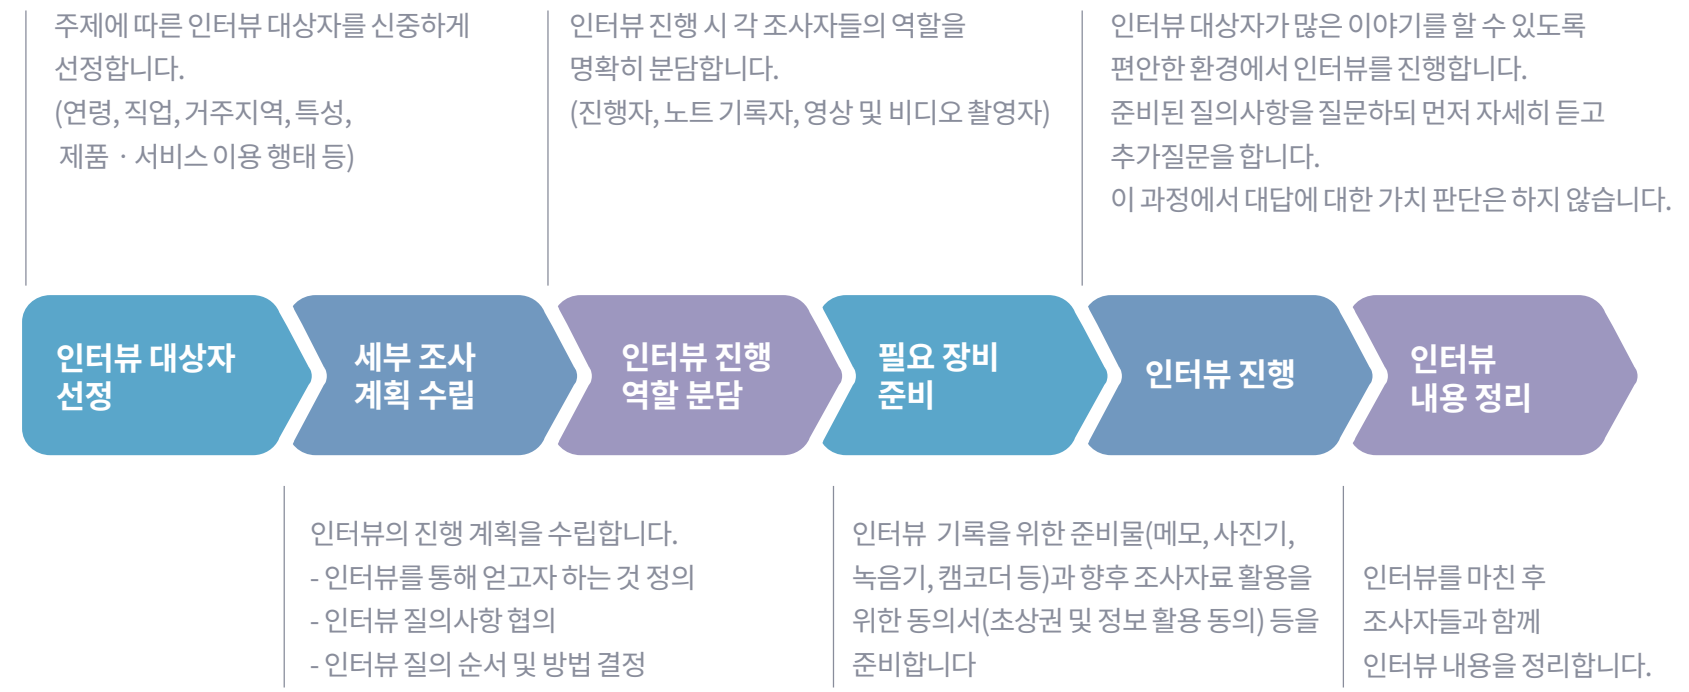 주제에 따른 인터뷰 대상자를 신중하게
선정합니다.
(연령, 직업, 거주지역, 특성,
제품 · 서비스 이용 행태 등)
인터뷰 진행 시 각 조사자들의 역할을
명확히 분담합니다.
(진행자, 노트 기록자, 영상 및 비디오 촬영자)
인터뷰 대상자가 많은 이야기를 할 수 있도록
편안한 환경에서 인터뷰를 진행합니다.
준비된 질의사항을 질문하되 먼저 자세히 듣고
추가질문을 합니다.
이 과정에서 대답에 대한 가치 판단은 하지 않습니다.
인터뷰 대상자
선정
세부 조사
계획 수립
인터뷰 진행
역할 분담
필요 장비
준비
인터뷰 진행
인터뷰
내용 정리
인터뷰의 진행 계획을 수립합니다.
- 인터뷰를 통해 얻고자 하는 것 정의
- 인터뷰 질의사항 협의
- 인터뷰 질의 순서 및 방법 결정
인터뷰 기록을 위한 준비물(메모, 사진기,
녹음기, 캠코더 등)과 향후 조사자료 활용을
위한 동의서(초상권 및 정보 활용 동의) 등을
준비합니다
인터뷰를 마친 후
조사자들과 함께
인터뷰 내용을 정리합니다.